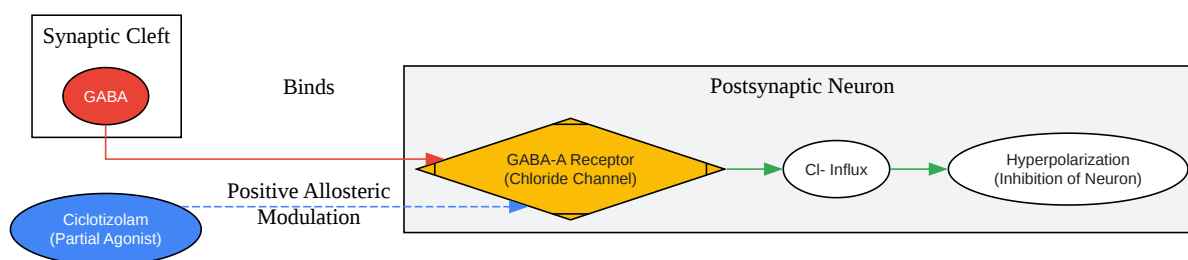 Synaptic Cleft
GABA
Binds
Positive Allosteric
Modulation
Ciclotizolam
(Partial Agonist)
Postsynaptic Neuron
GABA-A Receptor
(Chloride Channel)
Cl- Influx
Hyperpolarization
(Inhibition of Neuron)